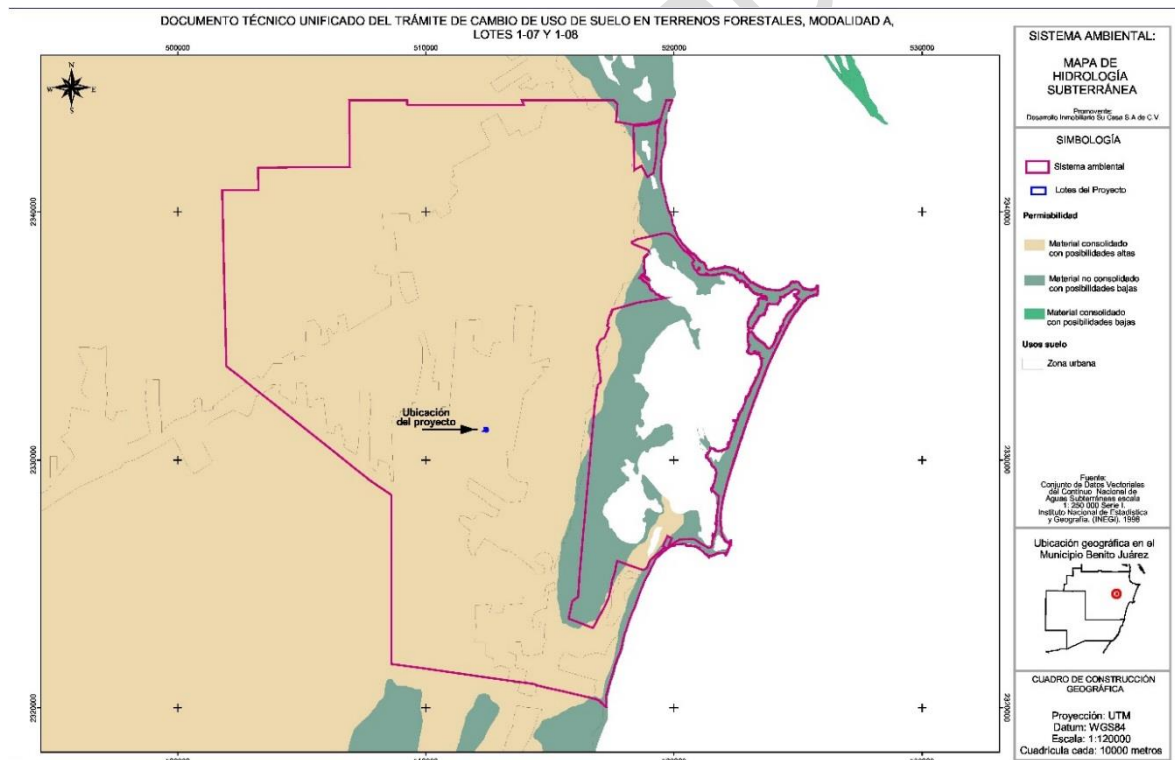 DOCUMENTO TÉCNICO UNIFICADO DEL TRÁMITE DE CAMBIO DE USO DE SUELO EN TERRENOS FORESTALES, MODALIDAD A,
LOTES 1-07 Y 1-08
500000
510000
520000
530000
N
W
E
S
2340000
2340000
2330000
2330000
2320000
2320000
Ubicación
del proyecto
510000
SISTEMA AMBIENTAL:
MAPA DE
HIDROLOGÍA
SUBTERRÁNEA
Promovente:
Desarrollo Inmobiliario Su Casa S.A de C.V.
SIMBOLOGÍA
Sistema ambiental
Lotes del Proyecto
Permiabilidad
Material consolidado
con posibilidades altas
Material no consolidado
con posibilidades bajas
Material consolidado
con posibilidades bajas
Usos suelo
Zona urbana
Fuente:
Conjunto de Datos Vectoriales
del Continuo Nacional de
Aguas Subterráneas escala
1: 250 000 Serie I.
Instituto Nacional de Estadística
y Geografía. (INEGI). 1998
Ubicación geográfica en el
Municipio Benito Juárez
CUADRO DE CONSTRUCCIÓN
GEOGRÁFICA
Proyección: UTM
Datum: WGS84
Escala: 1:120000
Cuadrícula cada: 10000 metros